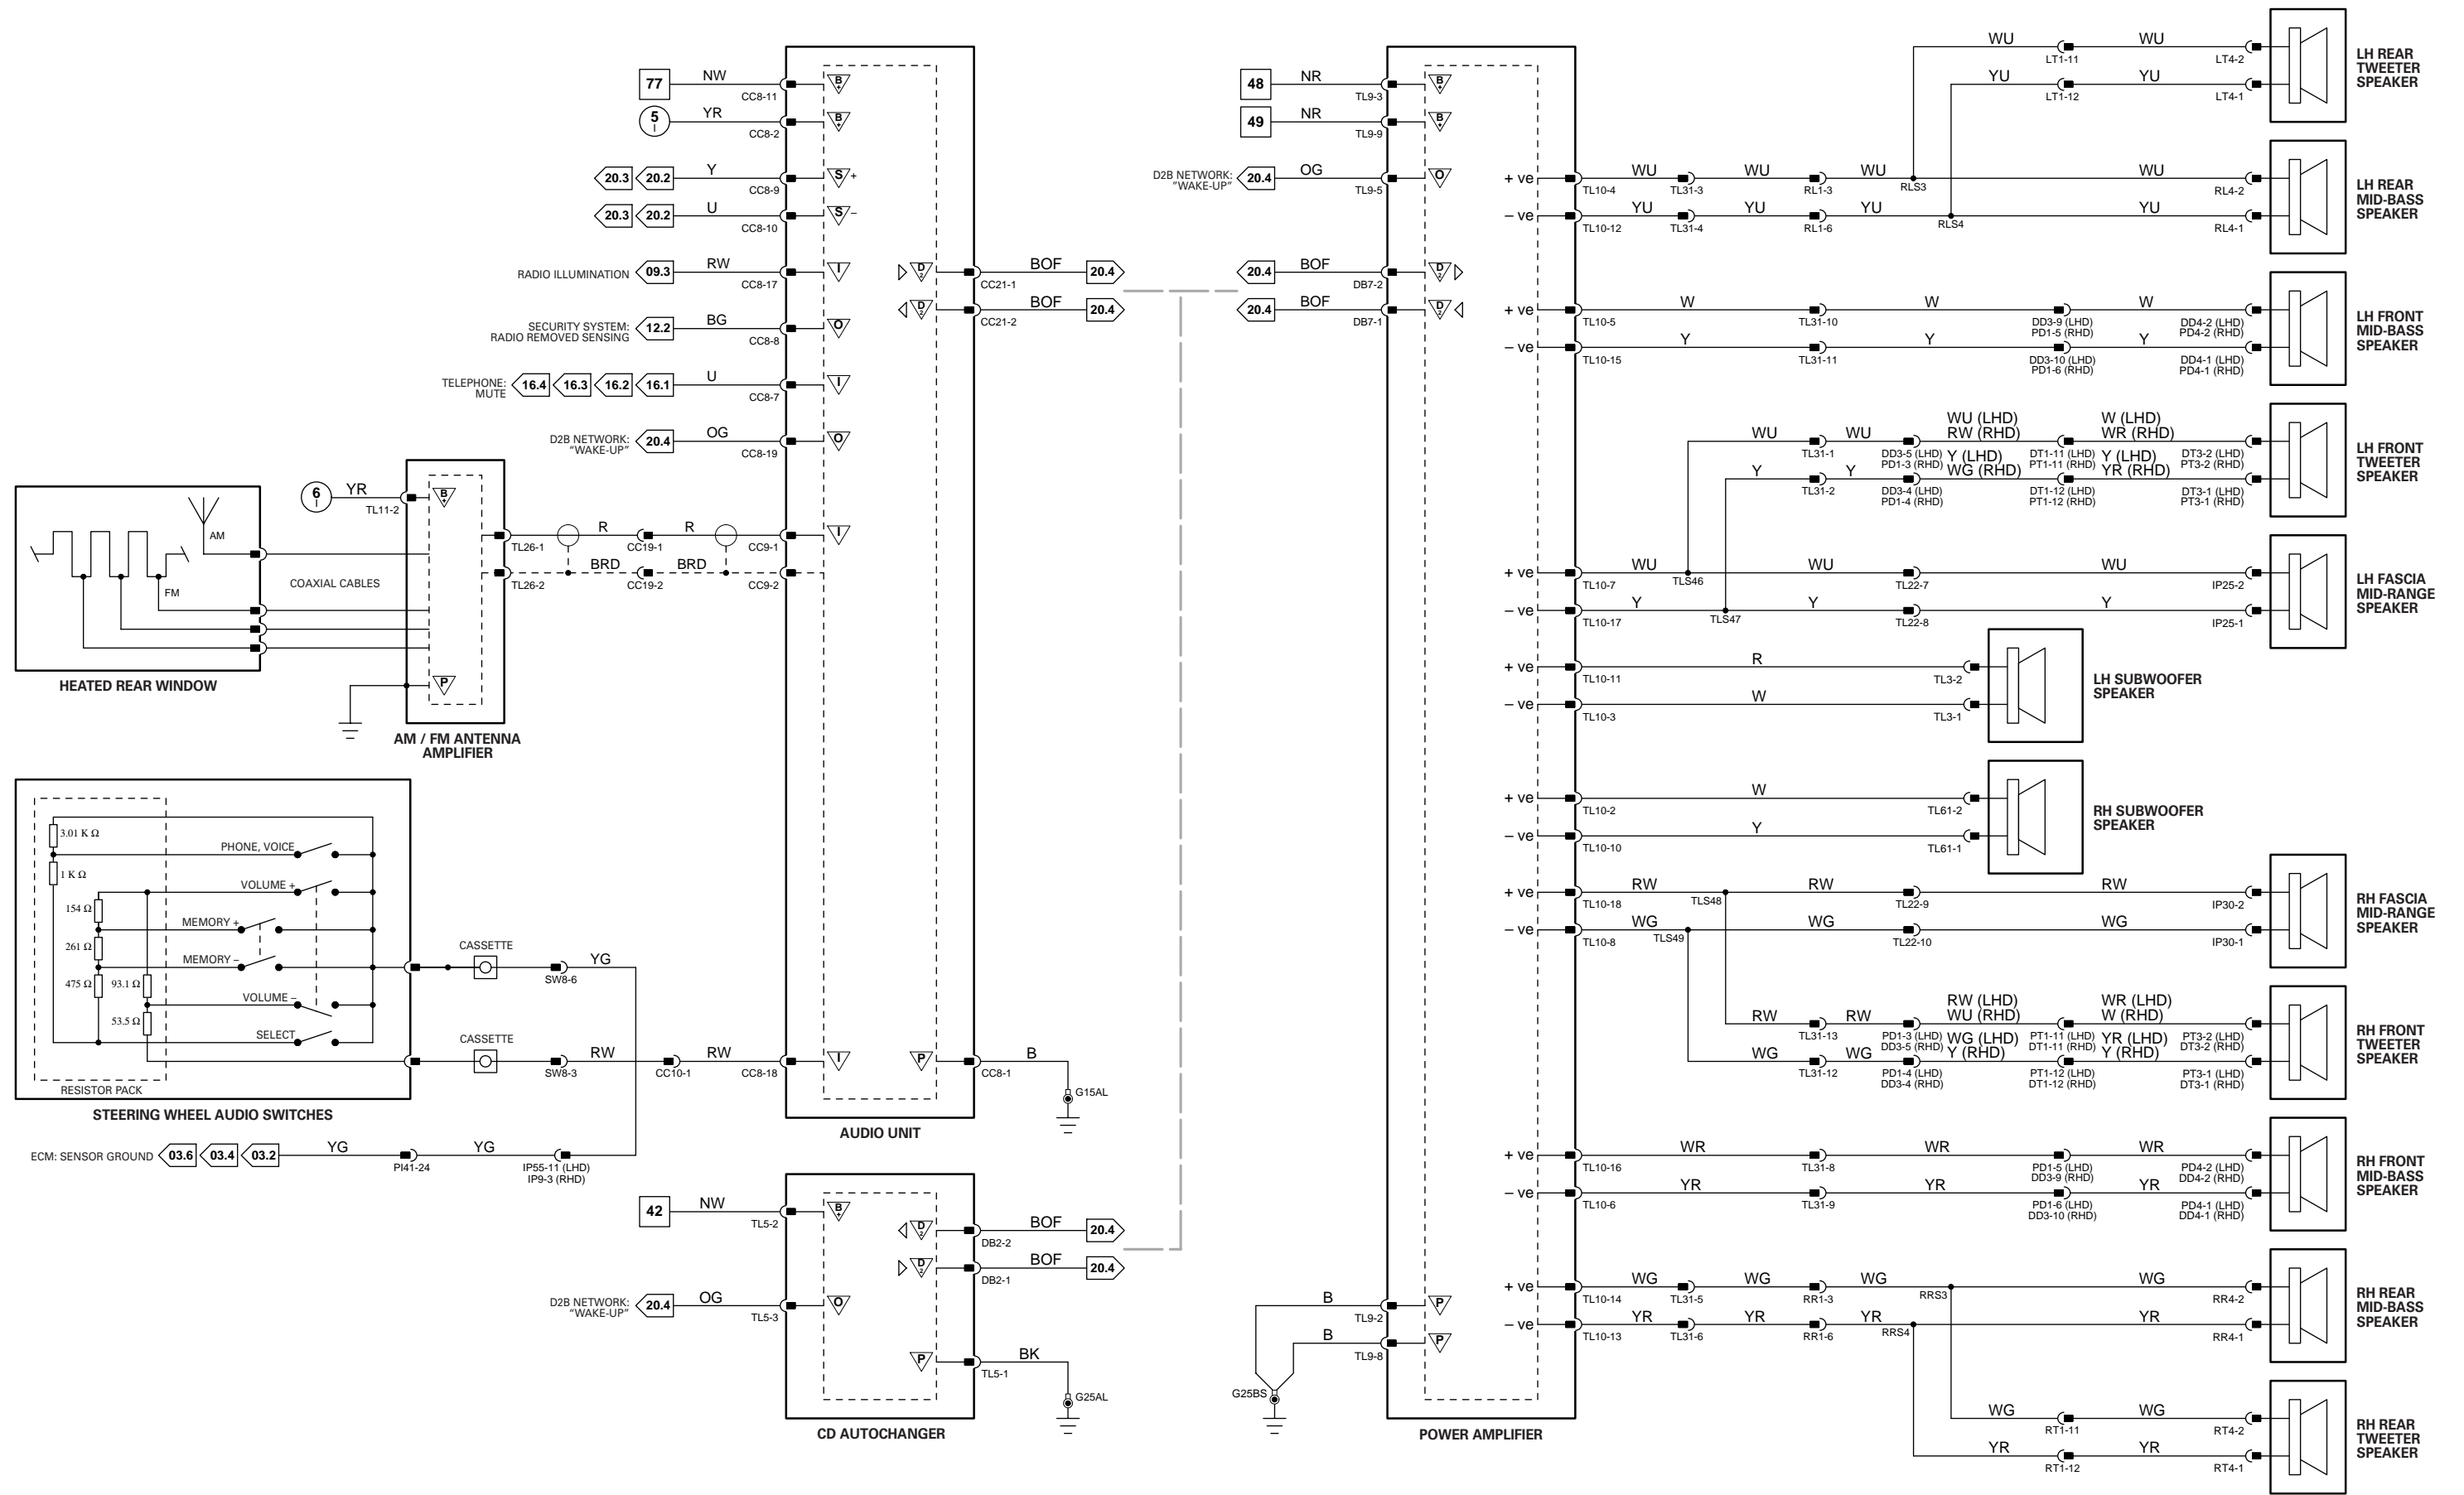 77
NW
CC8-11
B+
5
I
YR
CC8-2
B+
20.3
20.2
Y
CC8-9
S +
20.3
20.2
U
CC8-10
S –
RADIO ILLUMINATION
09.3
RW
CC8-17
I
SECURITY SYSTEM:
RADIO REMOVED SENSING
12.2
BG
CC8-8
O
TELEPHONE:
MUTE
16.4
16.3
16.2
16.1
U
CC8-7
I
D2B NETWORK:
"WAKE-UP"
20.4
OG
CC8-19
O
D2
CC21-1
BOF
20.4
D2
CC21-2
BOF
20.4
6
I
YR
TL11-2
B+
AM
FM
COAXIAL CABLES
HEATED REAR WINDOW
P
AM / FM ANTENNA
AMPLIFIER
TL26-1
R
CC19-1
R
CC9-1
I
TL26-2
BRD
CC19-2
BRD
CC9-2
3.01 K Ω
1 K Ω
154 Ω
261 Ω
475 Ω
93.1 Ω
53.5 Ω
PHONE, VOICE
VOLUME +
MEMORY +
MEMORY –
VOLUME –
SELECT
RESISTOR PACK
STEERING WHEEL AUDIO SWITCHES
CASSETTE
SW8-6
YG
CASSETTE
SW8-3
RW
CC10-1
RW
CC8-18
I
P
CC8-1
B
G15AL
AUDIO UNIT
ECM: SENSOR GROUND
03.6
03.4
03.2
YG
PI41-24
YG
IP55-11 (LHD)
IP9-3 (RHD)
42
NW
TL5-2
B+
D2
DB2-2
BOF
20.4
D2
DB2-1
BOF
20.4
D2B NETWORK:
"WAKE-UP"
20.4
OG
TL5-3
O
P
TL5-1
BK
G25AL
CD AUTOCHANGER
48
NR
TL9-3
B+
49
NR
TL9-9
B+
D2B NETWORK:
"WAKE-UP"
20.4
OG
TL9-5
O
20.4
BOF
DB7-2
D2
20.4
BOF
DB7-1
D2
B
TL9-2
P
B
TL9-8
P
G25BS
POWER AMPLIFIER
WU
LT1-11
WU
LT4-2
YU
LT1-12
YU
LT4-1
LH REAR
TWEETER
SPEAKER
+ ve
TL10-4
WU
TL31-3
WU
RL1-3
WU
RLS3
WU
RL4-2
– ve
TL10-12
YU
TL31-4
YU
RL1-6
YU
RLS4
YU
RL4-1
LH REAR
MID-BASS
SPEAKER
+ ve
TL10-5
W
TL31-10
W
DD3-9 (LHD)
PD1-5 (RHD)
W
DD4-2 (LHD)
PD4-2 (RHD)
– ve
TL10-15
Y
TL31-11
Y
DD3-10 (LHD)
PD1-6 (RHD)
Y
DD4-1 (LHD)
PD4-1 (RHD)
LH FRONT
MID-BASS
SPEAKER
WU
TL31-1
WU
DD3-5 (LHD)
PD1-3 (RHD)
WU (LHD)
RW (RHD)
DT1-11 (LHD)
PT1-11 (RHD)
W (LHD)
WR (RHD)
DT3-2 (LHD)
PT3-2 (RHD)
Y
TL31-2
Y
DD3-4 (LHD)
PD1-4 (RHD)
Y (LHD)
WG (RHD)
DT1-12 (LHD)
PT1-12 (RHD)
Y (LHD)
YR (RHD)
DT3-1 (LHD)
PT3-1 (RHD)
LH FRONT
TWEETER
SPEAKER
+ ve
TL10-7
WU
TLS46
WU
TL22-7
WU
IP25-2
– ve
TL10-17
Y
TLS47
Y
TL22-8
Y
IP25-1
LH FASCIA
MID-RANGE
SPEAKER
+ ve
TL10-11
R
TL3-2
– ve
TL10-3
W
TL3-1
LH SUBWOOFER
SPEAKER
+ ve
TL10-2
W
TL61-2
– ve
TL10-10
Y
TL61-1
RH SUBWOOFER
SPEAKER
+ ve
TL10-18
RW
TLS48
RW
TL22-9
RW
IP30-2
– ve
TL10-8
WG
TLS49
WG
TL22-10
WG
IP30-1
RH FASCIA
MID-RANGE
SPEAKER
RW
TL31-13
RW
PD1-3 (LHD)
DD3-5 (RHD)
RW (LHD)
WU (RHD)
PT1-11 (LHD)
DT1-11 (RHD)
WR (LHD)
W (RHD)
PT3-2 (LHD)
DT3-2 (RHD)
WG
TL31-12
WG
PD1-4 (LHD)
DD3-4 (RHD)
WG (LHD)
Y (RHD)
PT1-12 (LHD)
DT1-12 (RHD)
YR (LHD)
Y (RHD)
PT3-1 (LHD)
DT3-1 (RHD)
RH FRONT
TWEETER
SPEAKER
+ ve
TL10-16
WR
TL31-8
WR
PD1-5 (LHD)
DD3-9 (RHD)
WR
PD4-2 (LHD)
DD4-2 (RHD)
– ve
TL10-6
YR
TL31-9
YR
PD1-6 (LHD)
DD3-10 (RHD)
YR
PD4-1 (LHD)
DD4-1 (RHD)
RH FRONT
MID-BASS
SPEAKER
+ ve
TL10-14
WG
TL31-5
WG
RR1-3
WG
RRS3
WG
RR4-2
– ve
TL10-13
YR
TL31-6
YR
RR1-6
YR
RRS4
YR
RR4-1
RH REAR
MID-BASS
SPEAKER
WG
RT1-11
WG
RT4-2
YR
RT1-12
YR
RT4-1
RH REAR
TWEETER
SPEAKER